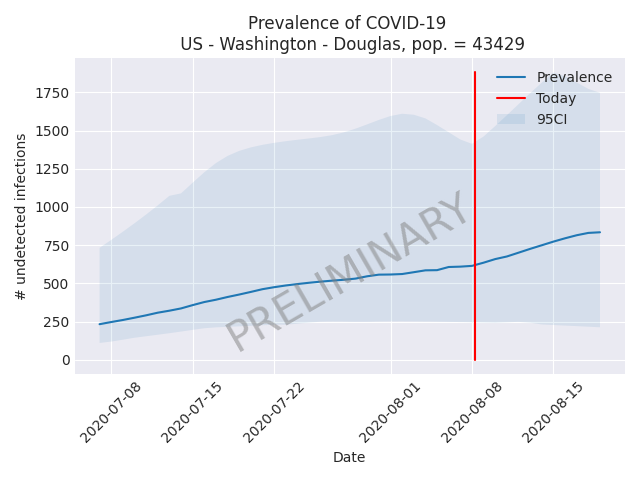 Prevalence of COVID-19
US - Washington - Douglas, pop. = 43429
Prevalence
Today
95CI
1750
1500
1250
1000
750
500
250
0
# undetected infections
PRELIMINARY
2020-07-08
2020-07-15
2020-07-22
2020-08-01
2020-08-08
2020-08-15
Date